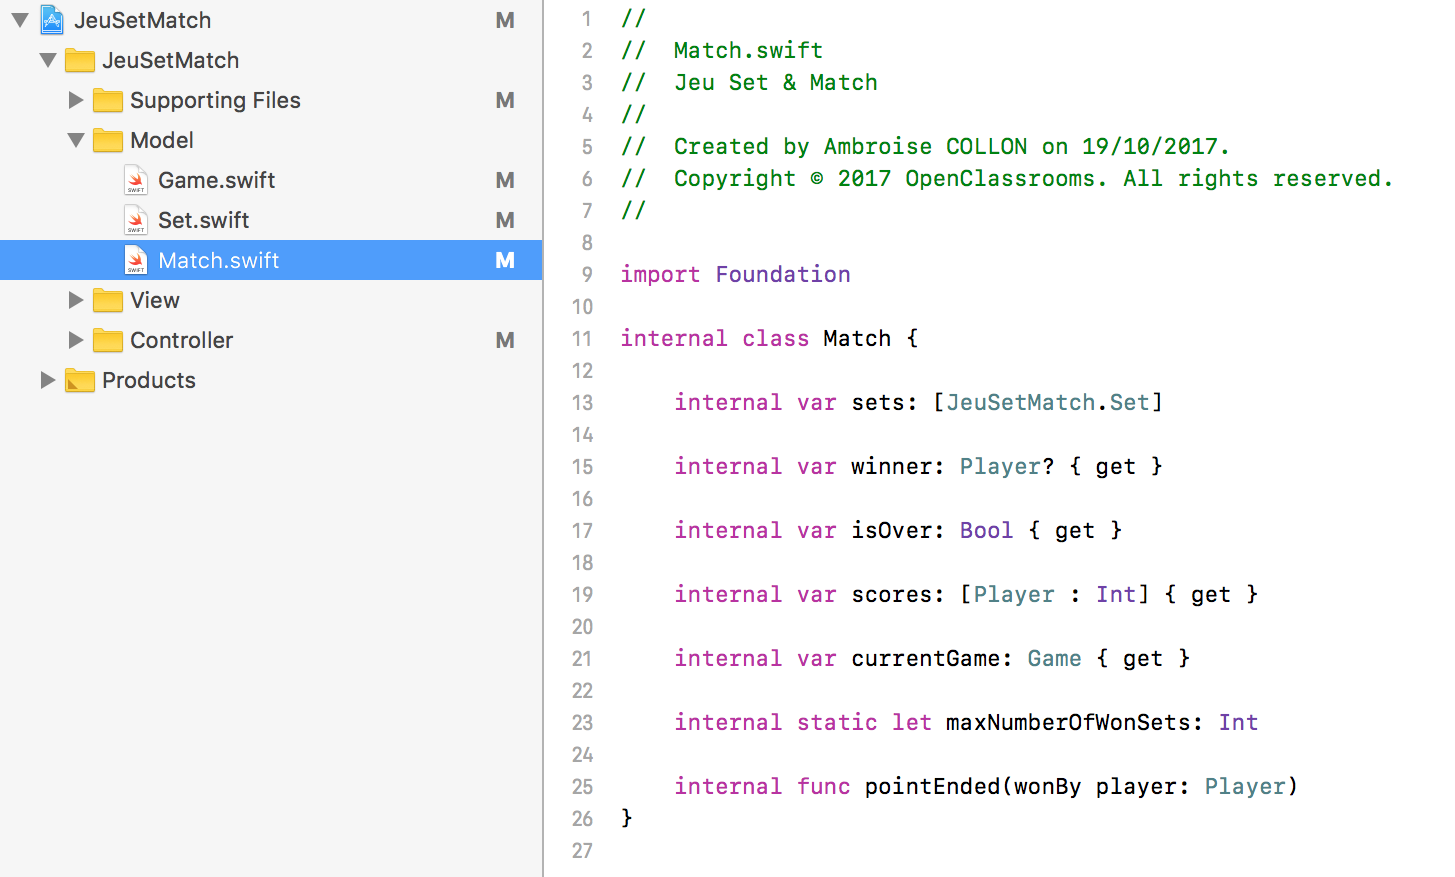 JeuSetMatch M
JeuSetMatch
Supporting Files M
Model
SWIFT Game.swift M
SWIFT Set.swift M
SWIFT Match.swift M
View
Controller M
Products
1 //
2 //  Match.swift
3 //  Jeu Set & Match
4 //
5 //  Created by Ambroise COLLON on 19/10/2017.
6 //  Copyright © 2017 OpenClassrooms. All rights reserved.
7 //
8
9 import Foundation
10
11 internal class Match {
12
13     internal var sets: [JeuSetMatch.Set]
14
15     internal var winner: Player? { get }
16
17     internal var isOver: Bool { get }
18
19     internal var scores: [Player : Int] { get }
20
21     internal var currentGame: Game { get }
22
23     internal static let maxNumberOfWonSets: Int
24
25     internal func pointEnded(wonBy player: Player)
26 }
27